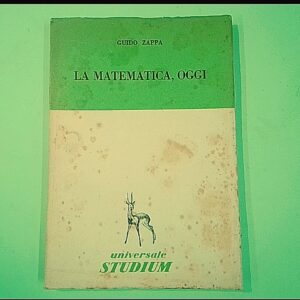 GUIDO ZAPPA
LA MATEMATICA, OGGI
universale
STUDIUM